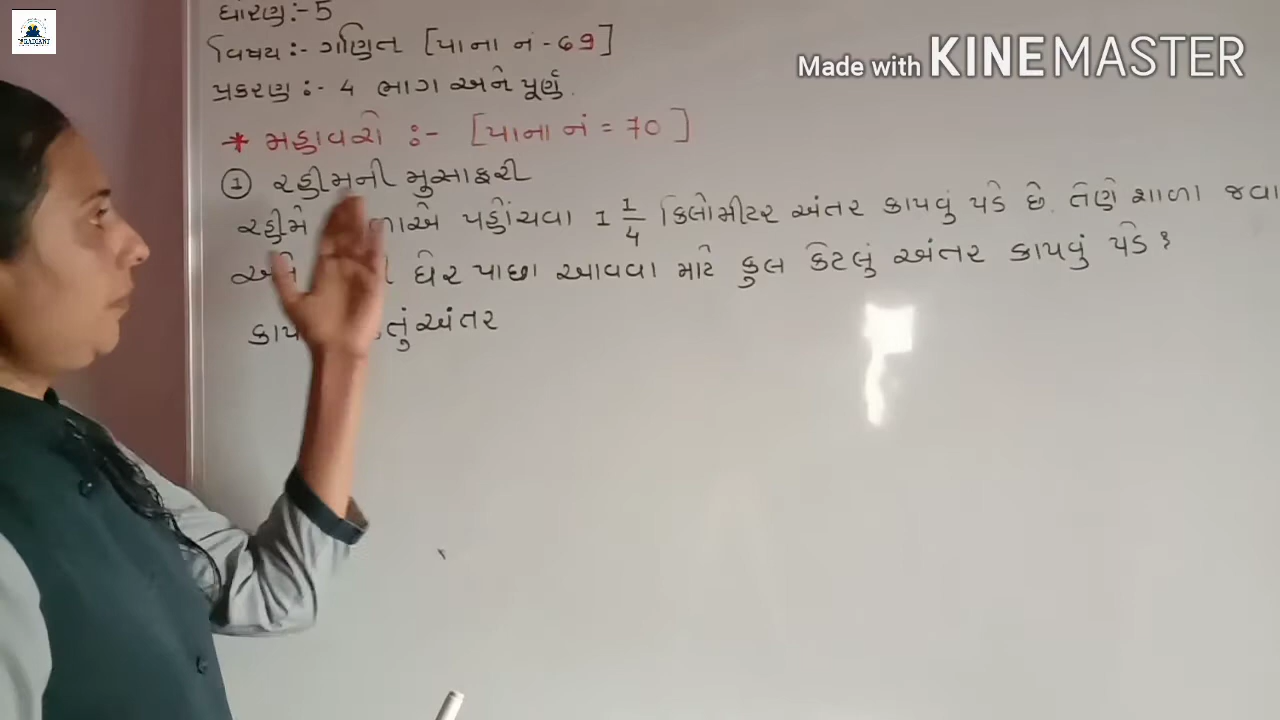 ધોરણ:- 5
વિષય:- ગણિત [પાના નં - 69]
પ્રકરણ:- 4 ભાગ અને પૂર્ણ.
* મહાવરો :- [પાના નં = 70]
① રહીમની મુસાફરી
રહીમે પહોંચવા 1 1/4 કિલોમીટર અંતર કાપવું પડે છે. તેણે શાળા જવા
ઘેર પાછા આવવા માટે કુલ કેટલું અંતર કાપવું પડે?
અંતર
Made with KINEMASTER